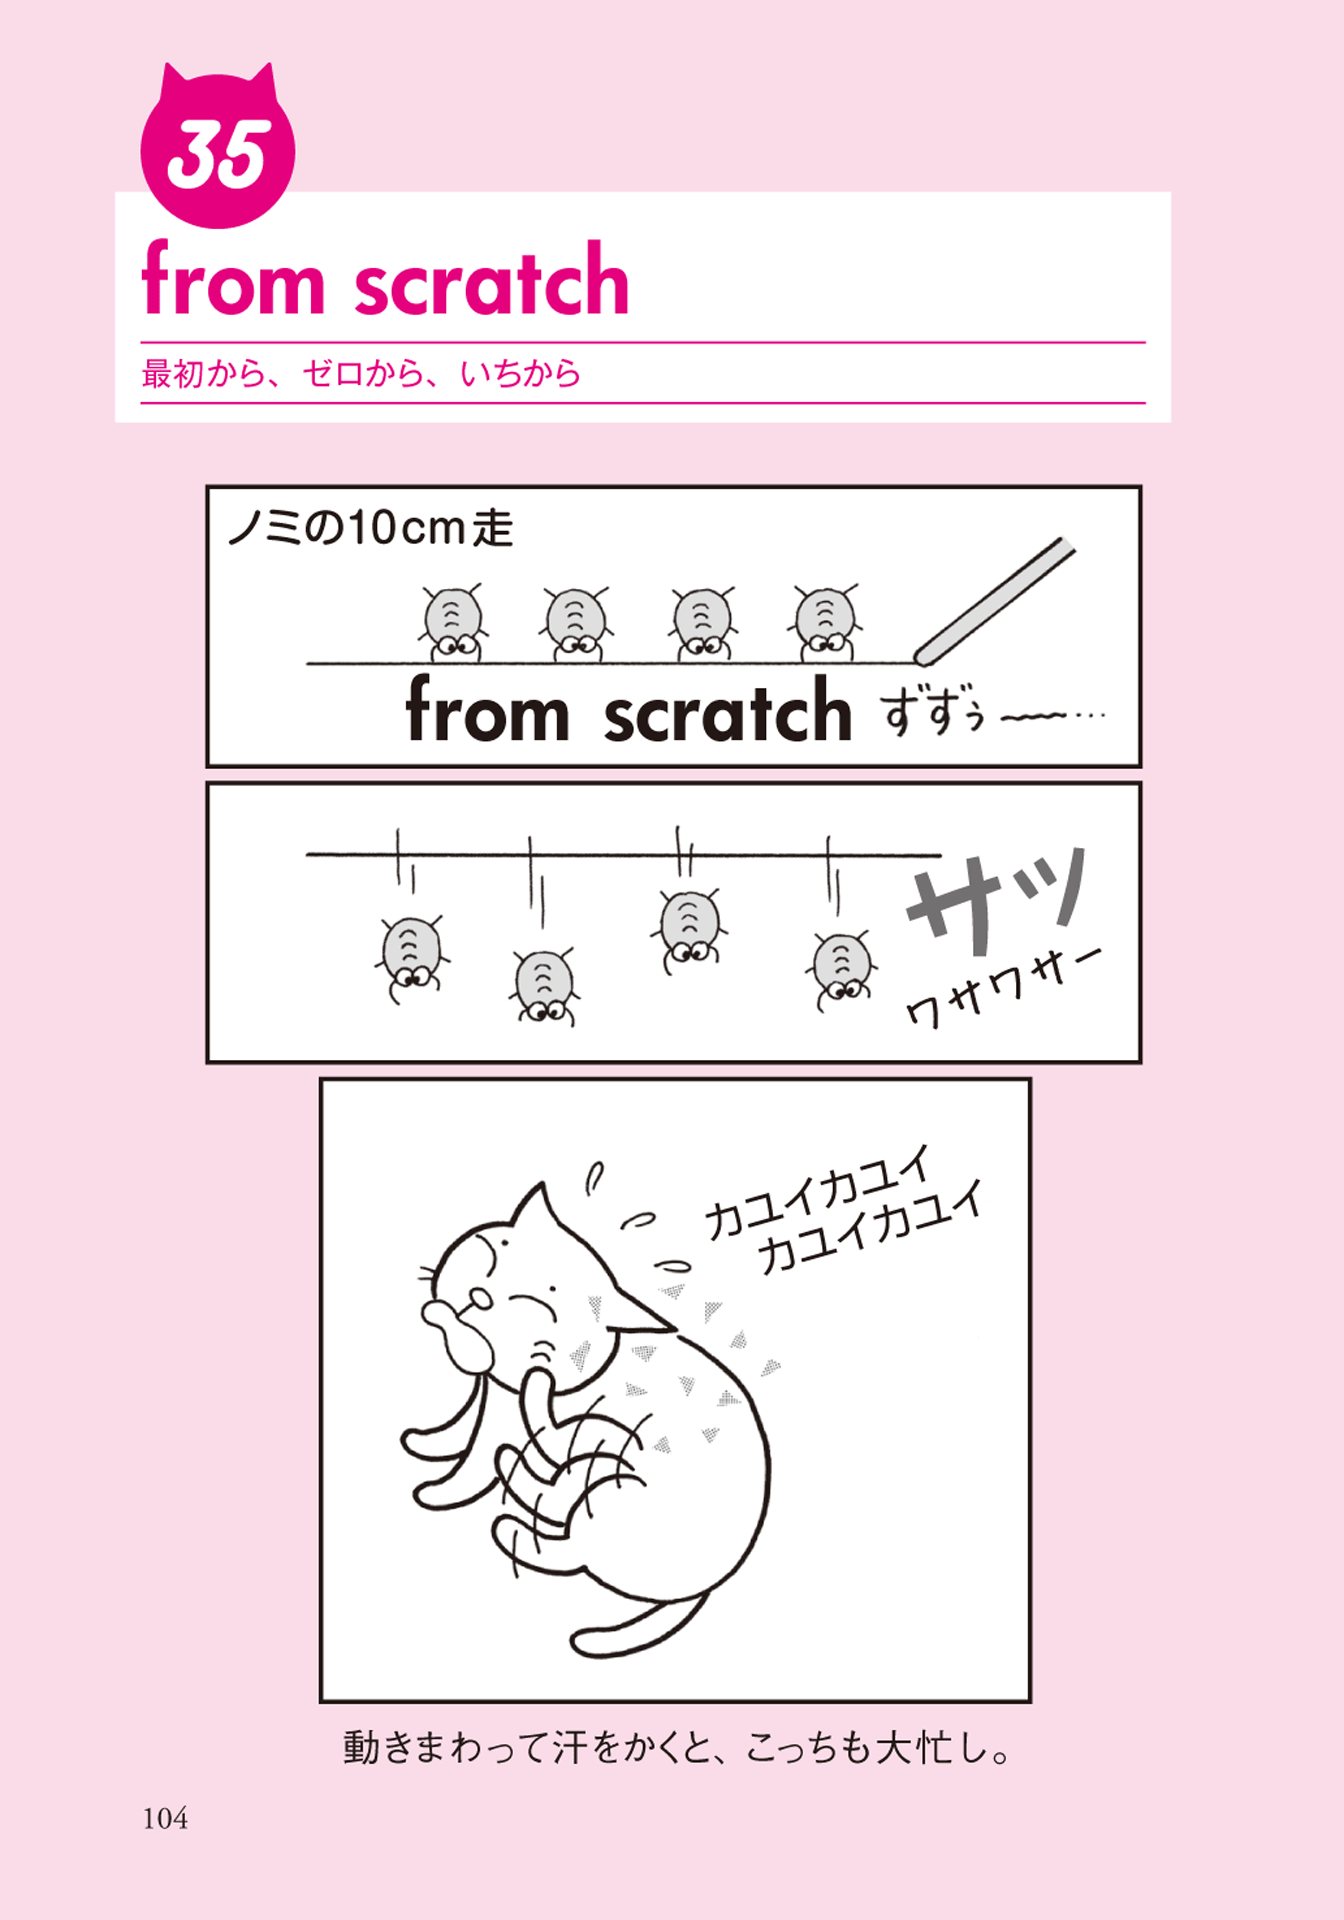 35
from scratch
最初から、ゼロから、いちから
ノミの10cm走
from scratch
ずずぅ〜〜…
サッ
ワサワサー
カユイカユイ
カユイカユイ
動きまわって汗をかくと、こっちも大忙し。
104